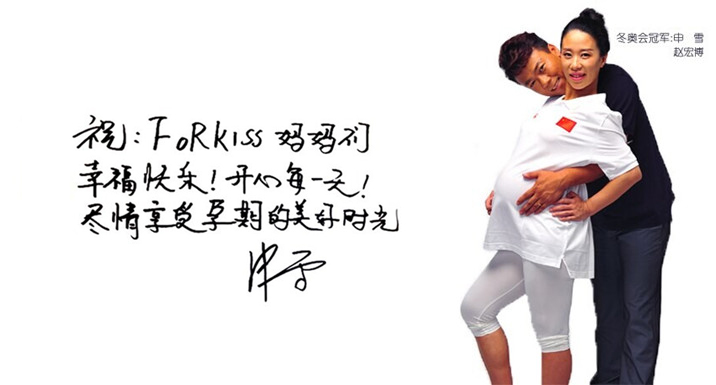 祝:FORKISS 妈妈们
幸福快乐!开心每一天!
尽情享受孕期的美好时光
申雪
冬奥会冠军:申 雪
赵宏博